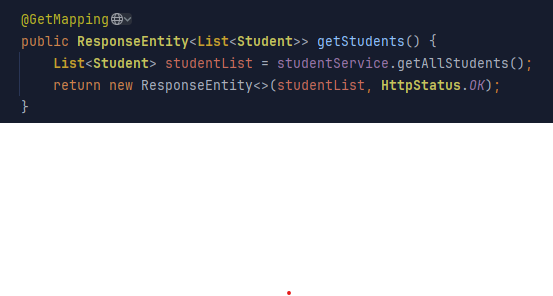 @GetMapping
public ResponseEntity<List<Student>> getStudents() {
List<Student> studentList = studentService.getAllStudents();
return new ResponseEntity<>(studentList, HttpStatus.OK);
}